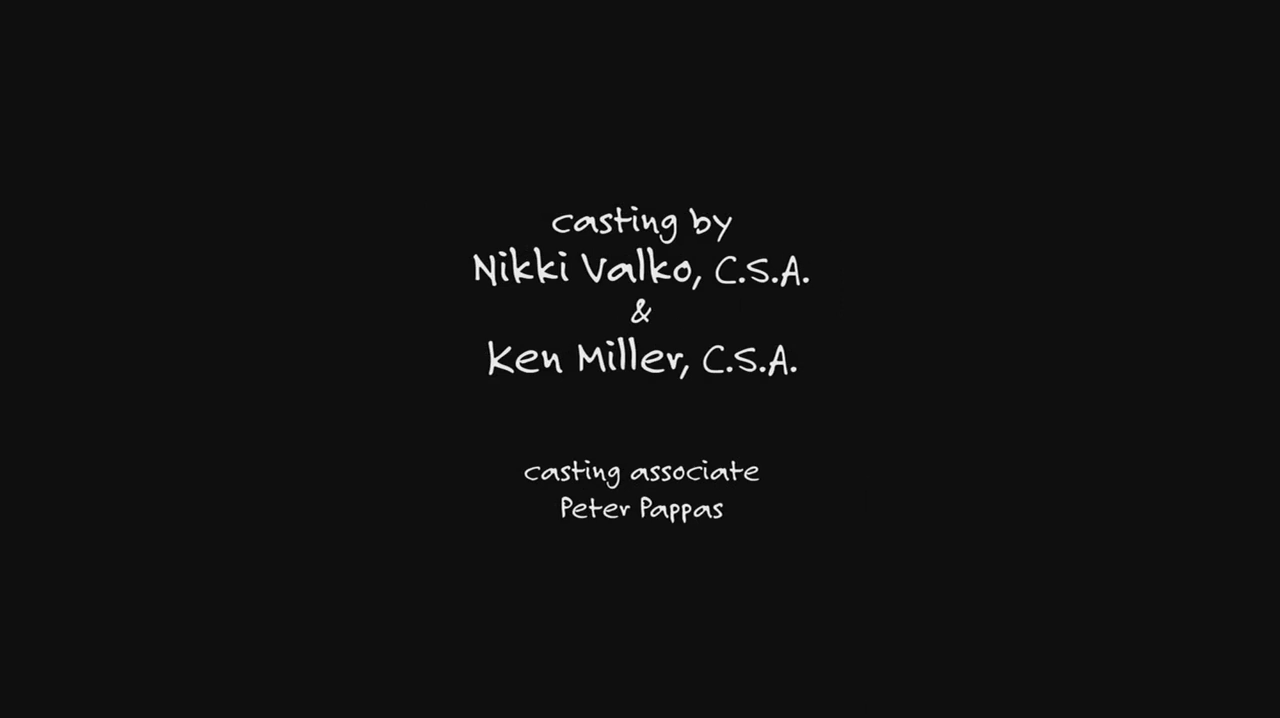 casting by
Nikki Valko, C.S.A.
&
Ken Miller, C.S.A.
casting associate
Peter Pappas